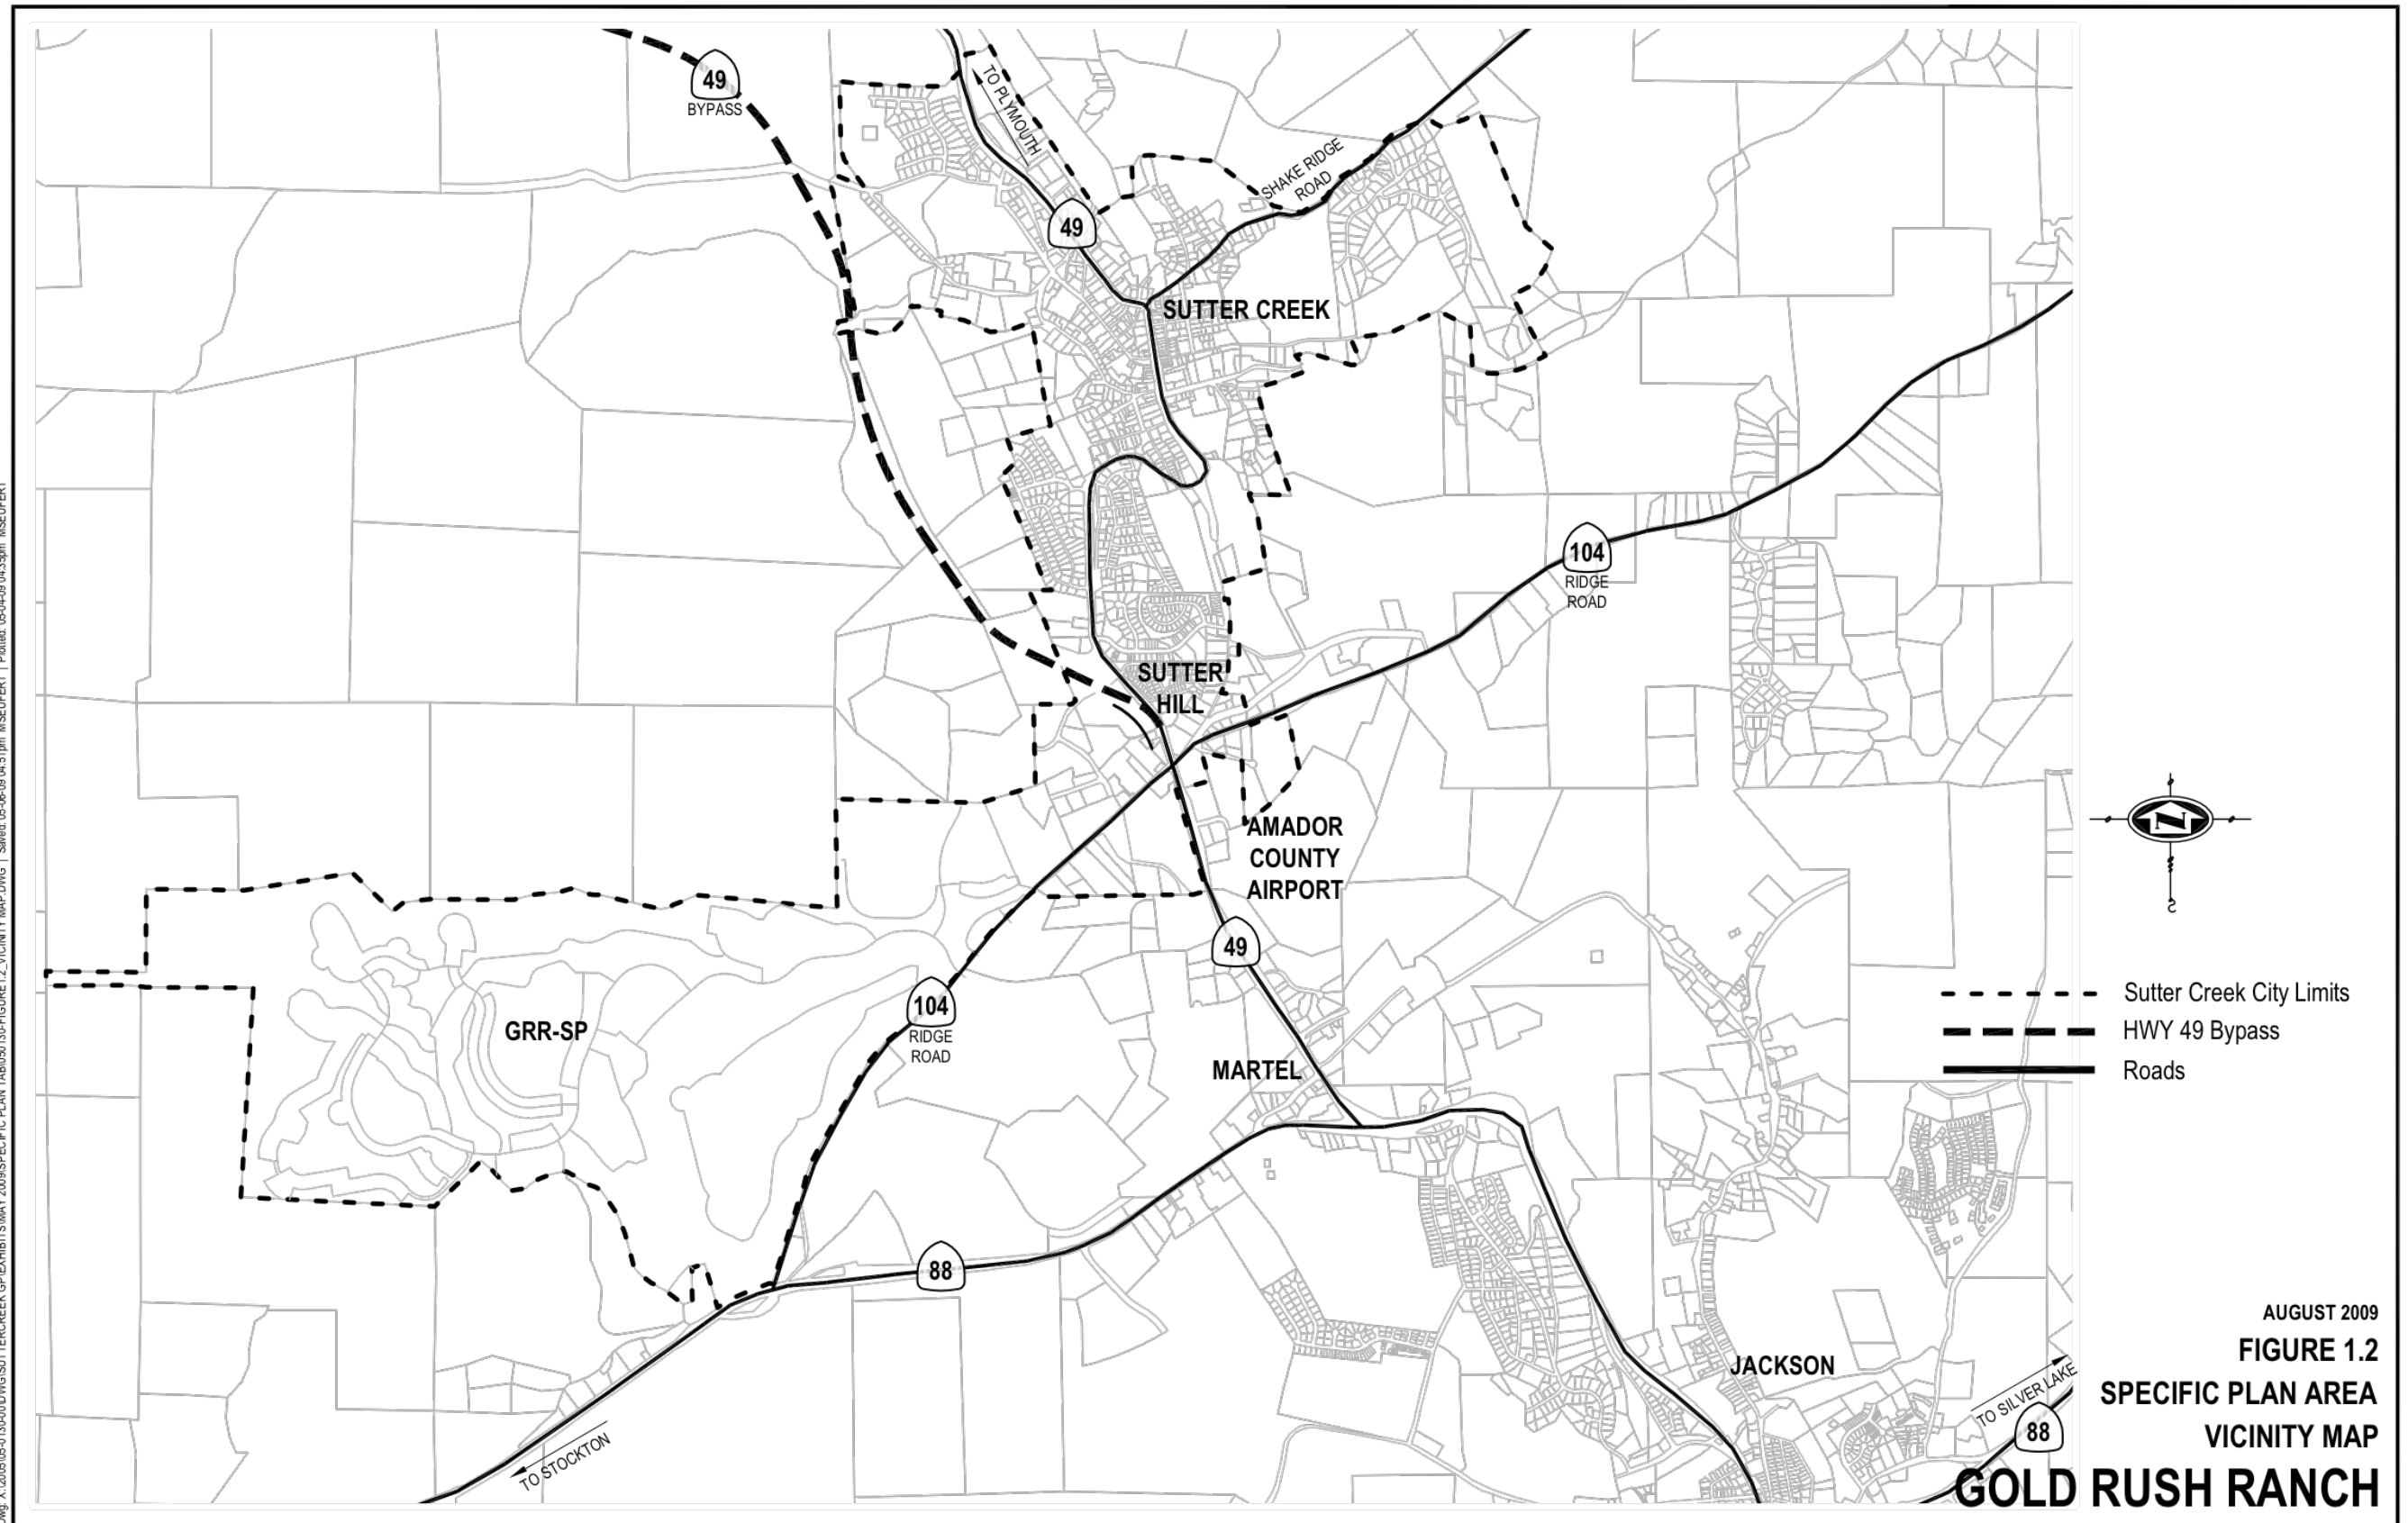 49
BYPASS
TO PLYMOUTH
SHAKE RIDGE
ROAD
49
SUTTER CREEK
104
RIDGE
ROAD
SUTTER
HILL
AMADOR
COUNTY
AIRPORT
N
S
49
104
RIDGE
ROAD
GRR-SP
MARTEL
Sutter Creek City Limits
HWY 49 Bypass
Roads
88
JACKSON
TO SILVER LAKE
88
TO STOCKTON
AUGUST 2009
FIGURE 1.2
SPECIFIC PLAN AREA
VICINITY MAP
GOLD RUSH RANCH